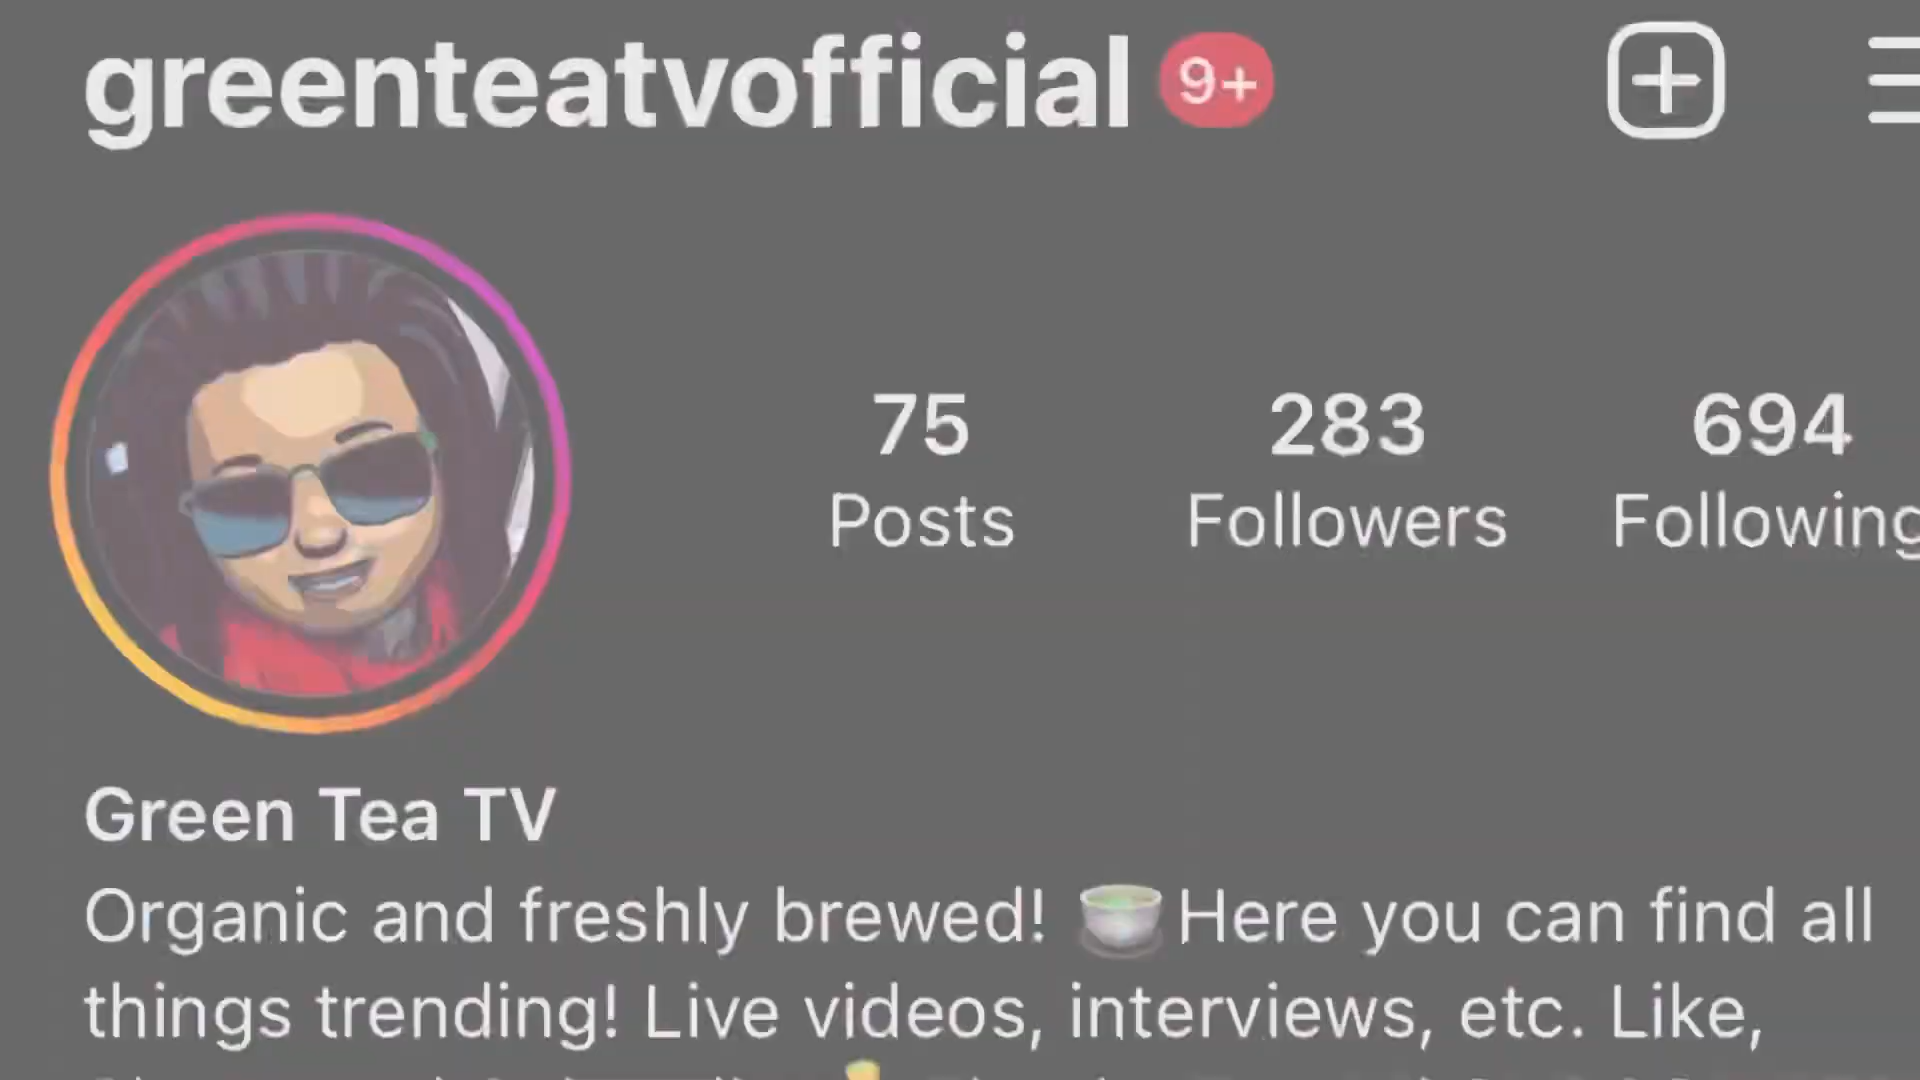 greenteatvofficial 9+
75 283 694
Posts Followers Following
Green Tea TV
Organic and freshly brewed! 🍵Here you can find all
things trending! Live videos, interviews, etc. Like,